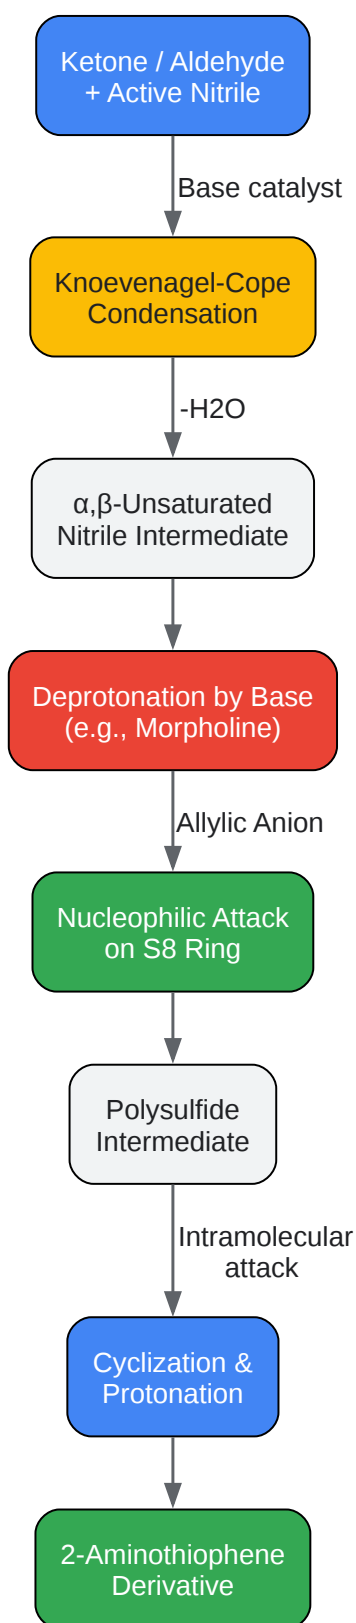 Ketone / Aldehyde
+ Active Nitrile
Base catalyst
Knoevenagel-Cope
Condensation
-H2O
α,β-Unsaturated
Nitrile Intermediate
Deprotonation by Base
(e.g., Morpholine)
Allylic Anion
Nucleophilic Attack
on S8 Ring
Polysulfide
Intermediate
Intramolecular
attack
Cyclization &
Protonation
2-Aminothiophene
Derivative